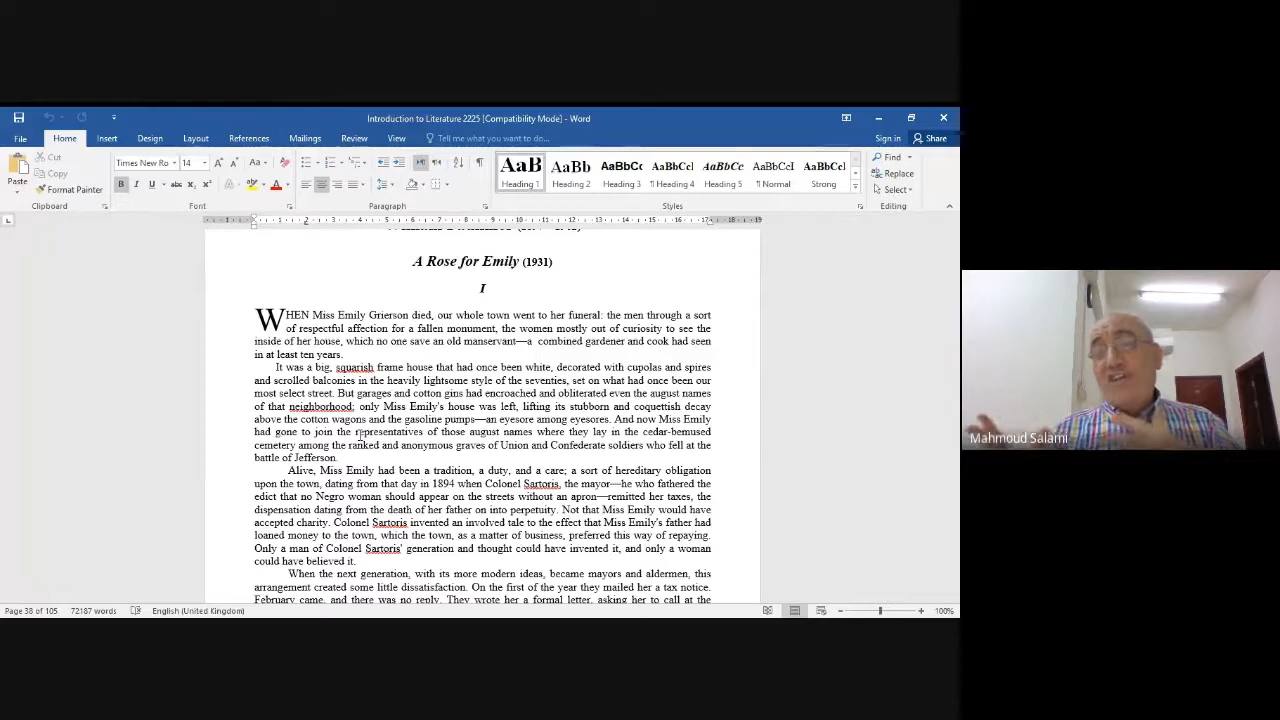 Introduction to Literature 2225 [Compatibility Mode] - Word
File
Home
Insert
Design
Layout
References
Mailings
Review
View
Tell me what you want to do...
Sign in
Share
Paste
Cut
Copy
Format Painter
Clipboard
Times New Ro
14
Font
Paragraph
AaB
AaBb
AaBbCc
AaBbCcI
AaBbCc
AaBbCcI
AaBbCcl
Heading 1
Heading 2
Heading 3
¶ Heading 4
Heading 5
¶ Normal
Strong
Styles
Find
Replace
Select
Editing
A Rose for Emily (1931)
I
WHEN Miss Emily Grierson died, our whole town went to her funeral: the men through a sort
of respectful affection for a fallen monument, the women mostly out of curiosity to see the
inside of her house, which no one save an old manservant—a combined gardener and cook had seen
in at least ten years.
It was a big, squarish frame house that had once been white, decorated with cupolas and spires
and scrolled balconies in the heavily lightsome style of the seventies, set on what had once been our
most select street. But garages and cotton gins had encroached and obliterated even the august names
of that neighborhood; only Miss Emily's house was left, lifting its stubborn and coquettish decay
above the cotton wagons and the gasoline pumps—an eyesore among eyesores. And now Miss Emily
had gone to join the representatives of those august names where they lay in the cedar-bemused
cemetery among the ranked and anonymous graves of Union and Confederate soldiers who fell at the
battle of Jefferson.
Alive, Miss Emily had been a tradition, a duty, and a care; a sort of hereditary obligation
upon the town, dating from that day in 1894 when Colonel Sartoris, the mayor—he who fathered the
edict that no Negro woman should appear on the streets without an apron—remitted her taxes, the
dispensation dating from the death of her father on into perpetuity. Not that Miss Emily would have
accepted charity. Colonel Sartoris invented an involved tale to the effect that Miss Emily's father had
loaned money to the town, which the town, as a matter of business, preferred this way of repaying.
Only a man of Colonel Sartoris' generation and thought could have invented it, and only a woman
could have believed it.
When the next generation, with its more modern ideas, became mayors and aldermen, this
arrangement created some little dissatisfaction. On the first of the year they mailed her a tax notice.
February came, and there was no reply. They wrote her a formal letter, asking her to call at the
Page 38 of 105
72187 words
English (United Kingdom)
100%
Mahmoud Salami